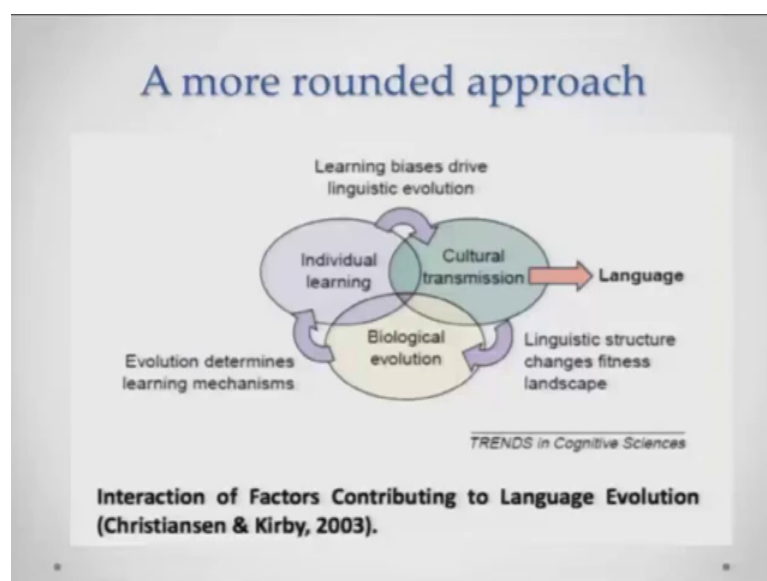 A more rounded approach
Learning biases drive
linguistic evolution
Individual
learning
Cultural
transmission
Language
Biological
evolution
Evolution determines
learning mechanisms
Linguistic structure
changes fitness
landscape
TRENDS in Cognitive Sciences
Interaction of Factors Contributing to Language Evolution
(Christiansen & Kirby, 2003).